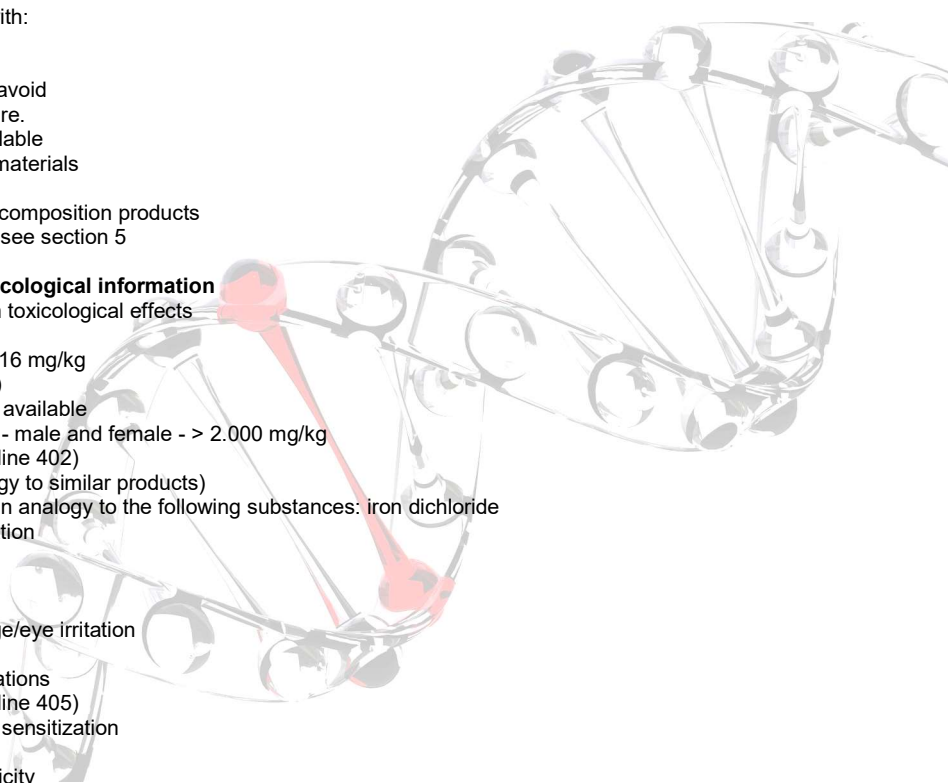 ith:
avoid
re.
lable
materials
composition products
see section 5
cological information
n toxicological effects
16 mg/kg
)
available
- male and female - > 2.000 mg/kg
line 402)
gy to similar products)
n analogy to the following substances: iron dichloride
tion
ge/eye irritation
ations
line 405)
sensitization
icity